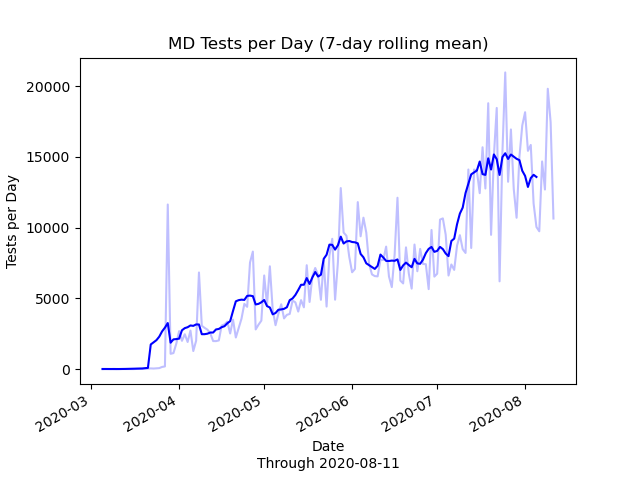 MD Tests per Day (7-day rolling mean)
Tests per Day
20000
15000
10000
5000
0
2020-03
2020-04
2020-05
2020-06
2020-07
2020-08
Date
Through 2020-08-11